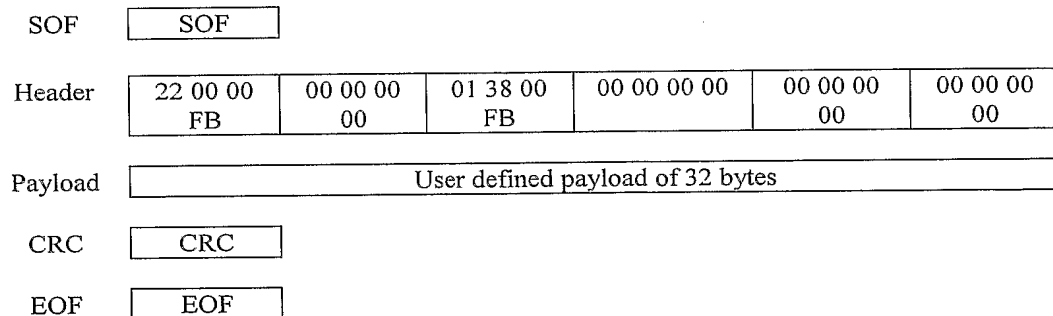 SOF SOF
Header 22 00 00 00 00 00 01 38 00 00 00 00 00 00 00 00 00 00 00
FB 00 FB 00 00
Payload User defined payload of 32 bytes
CRC CRC
EOF EOF